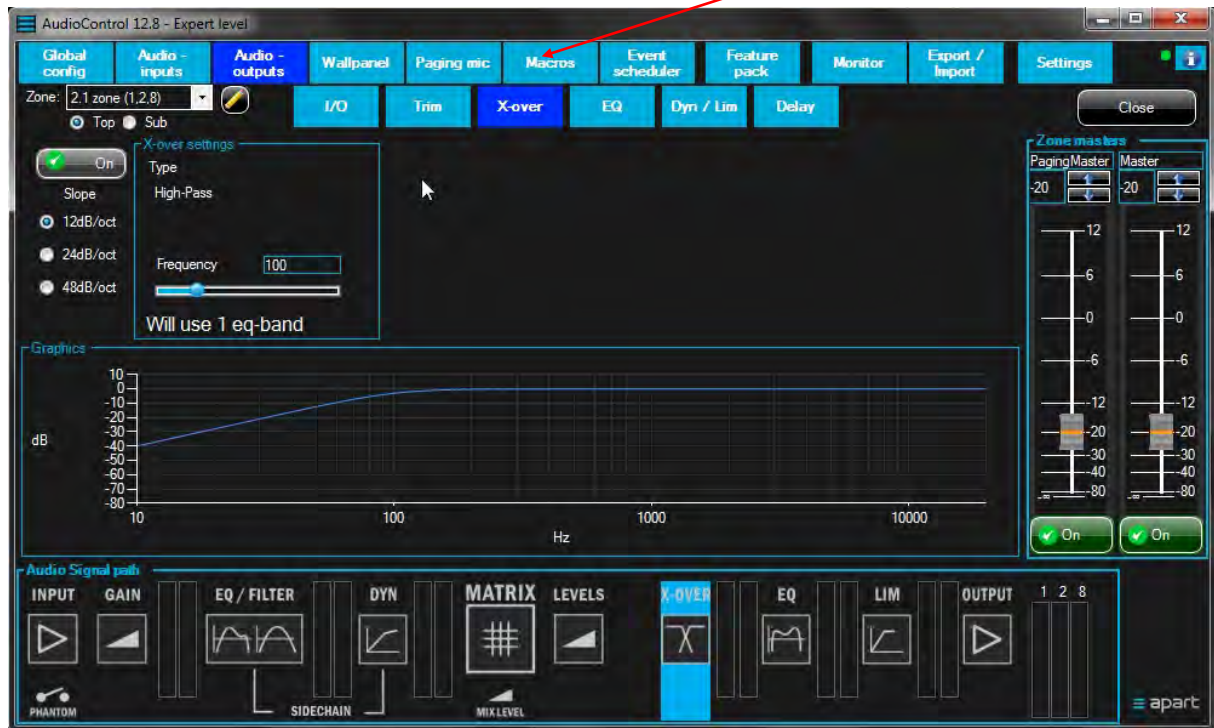 AudioControl 12.8 - Expert level
Global config
Audio - inputs
Audio - outputs
Wallpanel
Paging mic
Macros
Event scheduler
Feature pack
Monitor
Export / Import
Settings
i
Zone: 2.1 zone (1,2,8)
Top Sub
I/O
Trim
X-over
EQ
Dyn / Lim
Delay
Close
On
Slope
12dB/oct
24dB/oct
48dB/oct
X-over settings
Type
High-Pass
Frequency 100
Will use 1 eq-band
Zone masters
PagingMaster Master
-20 -20
12 12
6 6
0 0
-6 -6
-12 -12
-20 -20
-30 -30
-40 -40
-∞ -80 -∞ -80
On On
Graphics
10
0
-10
-20
-30
-40
-50
-60
-70
-80
dB
10 100 1000 10000
Hz
Audio Signal path
INPUT GAIN EQ / FILTER DYN MATRIX LEVELS X-OVER EQ LIM OUTPUT 1 2 8
PHANTOM SIDECHAIN MIX LEVEL
apart